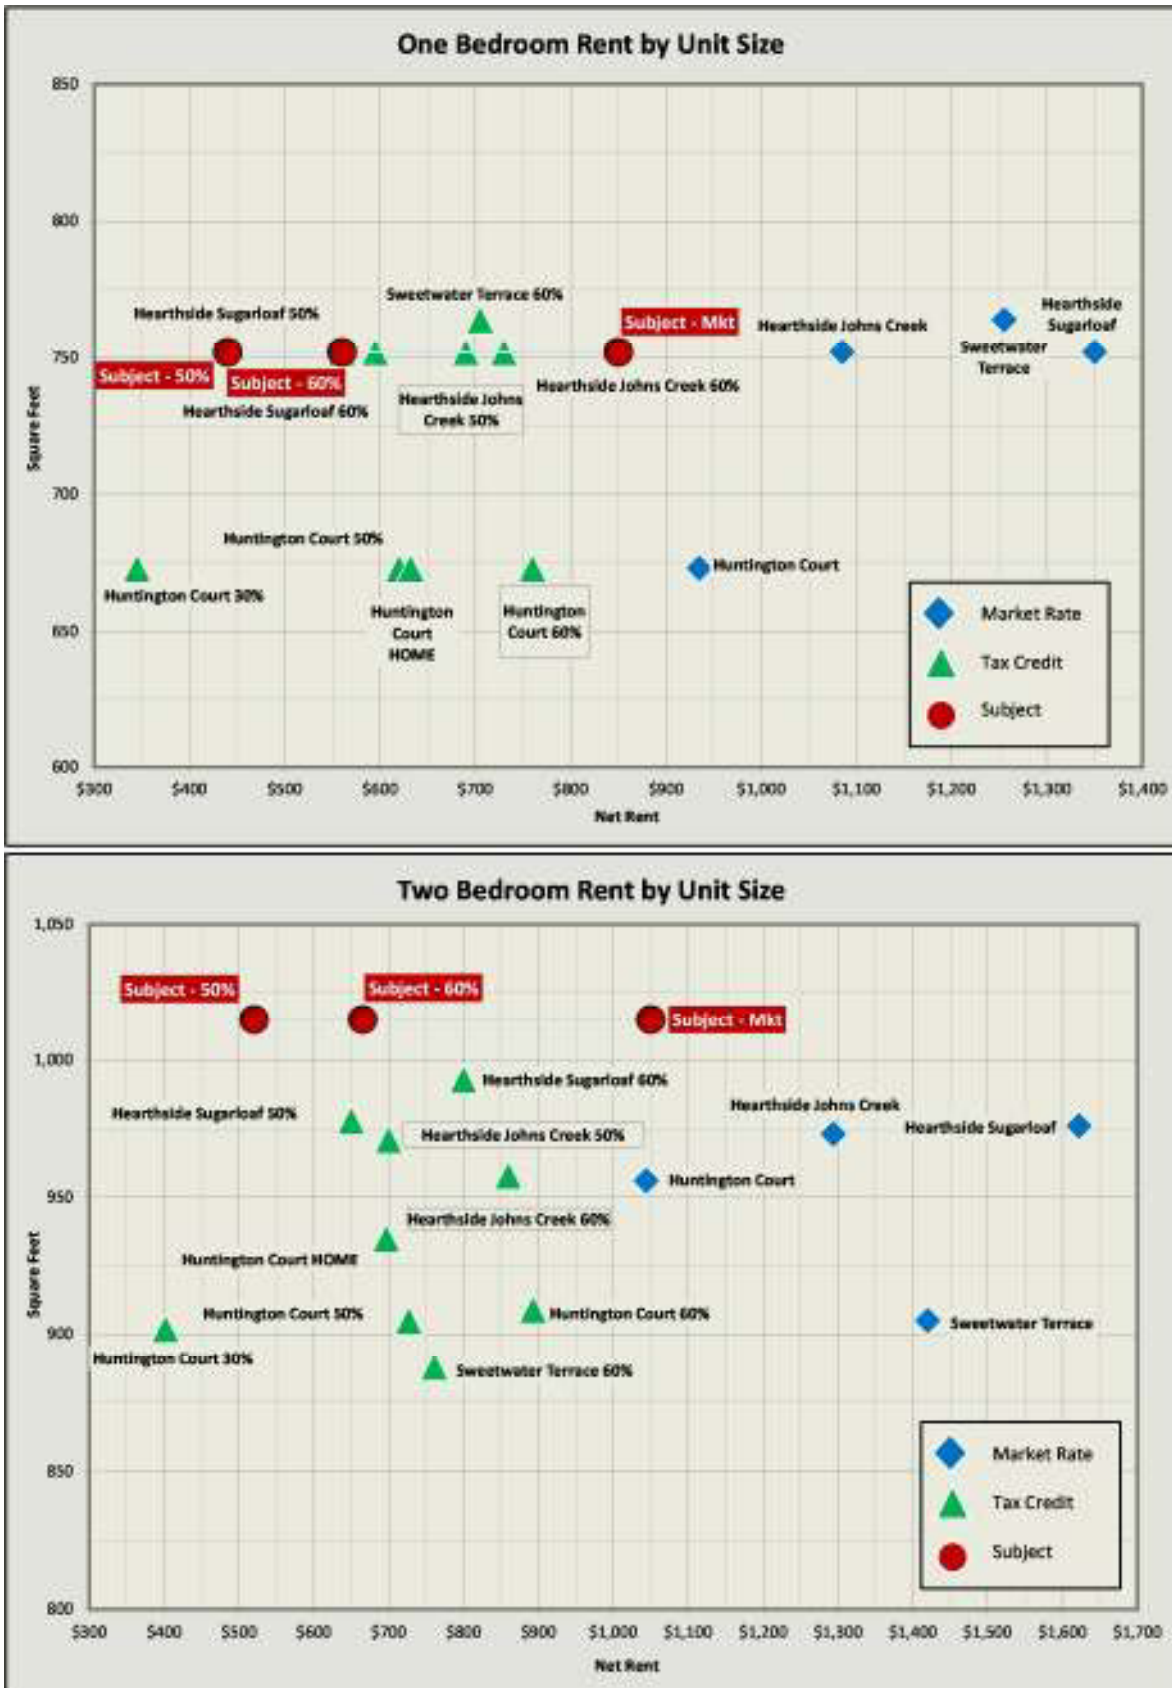 One Bedroom Rent by Unit Size
850
800
750
700
650
600
Square Feet
Sweetwater Terrace 60%
Hearthside Sugarloaf 50%
Subject - Mkt
Hearthside Johns Creek
Hearthside
Sugarloaf
Sweetwater
Terrace
Subject - 50%
Subject - 60%
Hearthside Johns Creek 60%
Hearthside Sugarloaf 60%
Hearthside Johns
Creek 50%
Huntington Court 50%
Huntington Court
Huntington Court 30%
Huntington
Court
HOME
Huntington
Court 60%
Market Rate
Tax Credit
Subject
$300
$400
$500
$600
$700
$800
$900
$1,000
$1,100
$1,200
$1,300
$1,400
Net Rent
Two Bedroom Rent by Unit Size
1,050
1,000
950
900
850
800
Square Feet
Subject - 50%
Subject - 60%
Subject - Mkt
Hearthside Sugarloaf 60%
Hearthside Sugarloaf 50%
Hearthside Johns Creek
Hearthside Sugarloaf
Hearthside Johns Creek 50%
Huntington Court
Hearthside Johns Creek 60%
Huntington Court HOME
Huntington Court 50%
Huntington Court 60%
Sweetwater Terrace
Huntington Court 30%
Sweetwater Terrace 60%
Market Rate
Tax Credit
Subject
$300
$400
$500
$600
$700
$800
$900
$1,000
$1,100
$1,200
$1,300
$1,400
$1,500
$1,600
$1,700
Net Rent